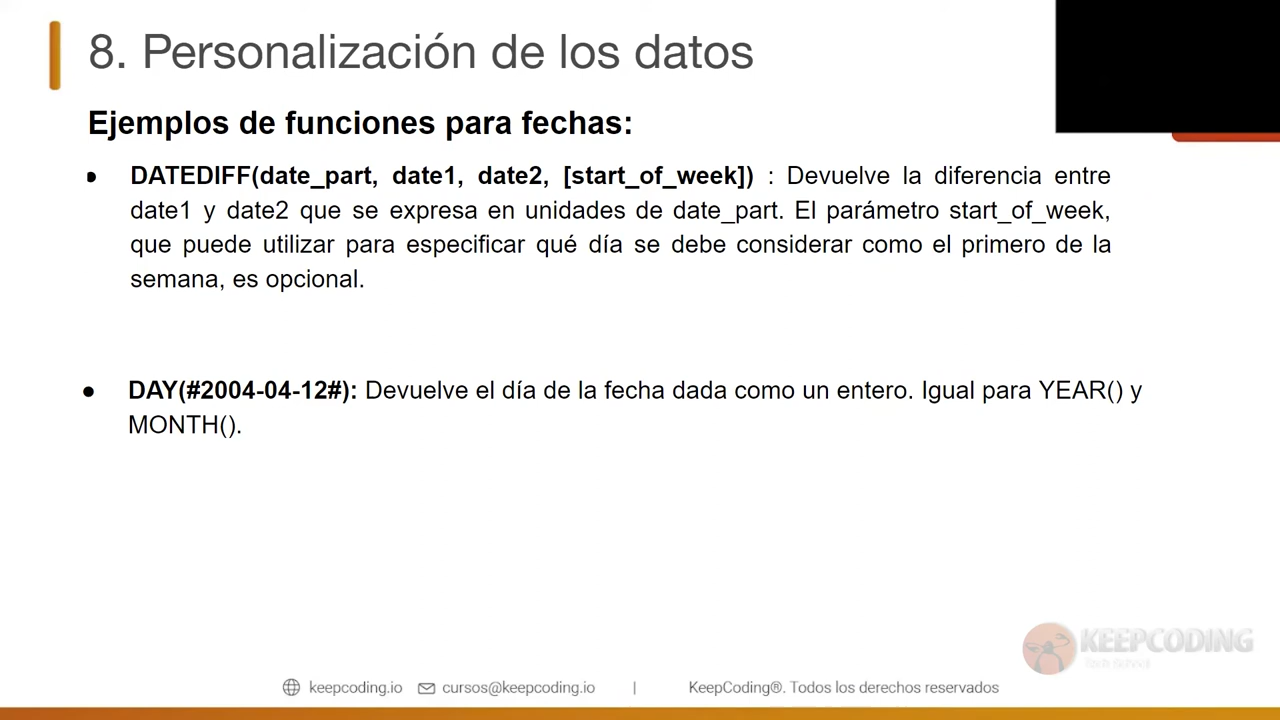 8. Personalización de los datos
Ejemplos de funciones para fechas:
● DATEDIFF(date_part, date1, date2, [start_of_week]) : Devuelve la diferencia entre
date1 y date2 que se expresa en unidades de date_part. El parámetro start_of_week,
que puede utilizar para especificar qué día se debe considerar como el primero de la
semana, es opcional.
● DAY(#2004-04-12#): Devuelve el día de la fecha dada como un entero. Igual para YEAR() y
MONTH().
KEEPCODING
keepcoding.io cursos@keepcoding.io | KeepCoding®. Todos los derechos reservados